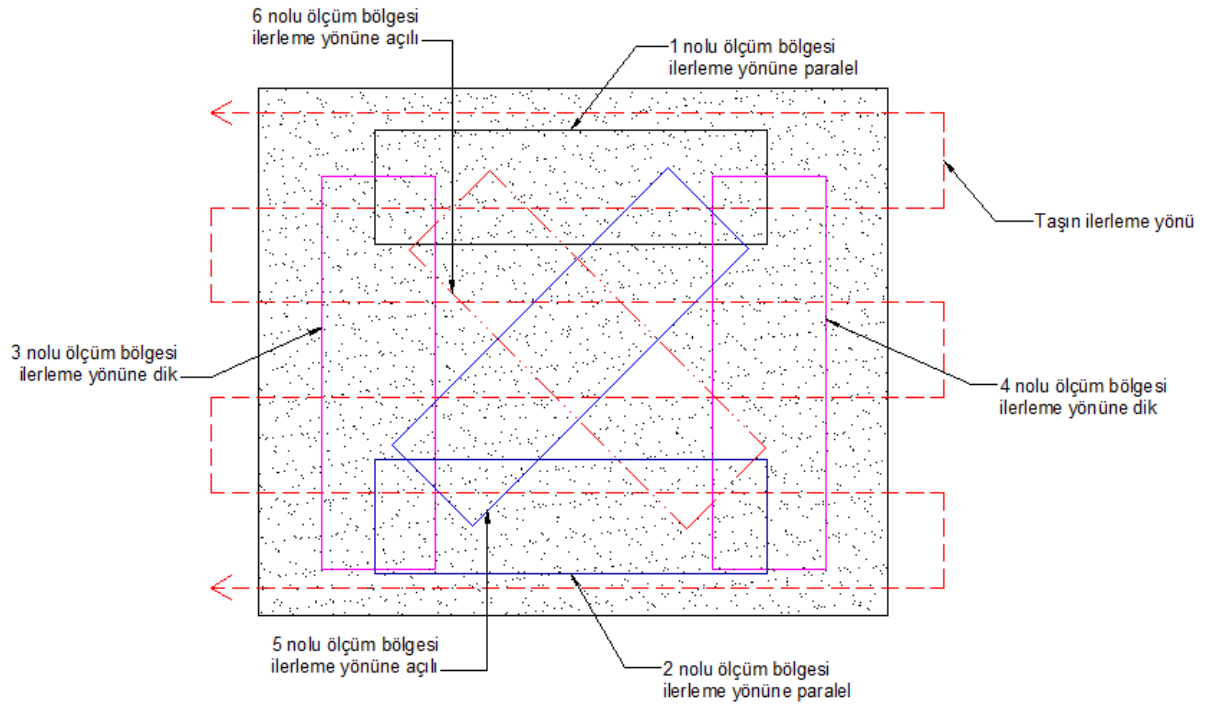 6 nolu ölçüm bölgesi
ilerleme yönüne açılı
1 nolu ölçüm bölgesi
ilerleme yönüne paralel
Taşın ilerleme yönü
3 nolu ölçüm bölgesi
ilerleme yönüne dik
4 nolu ölçüm bölgesi
ilerleme yönüne dik
5 nolu ölçüm bölgesi
ilerleme yönüne açılı
2 nolu ölçüm bölgesi
ilerleme yönüne paralel